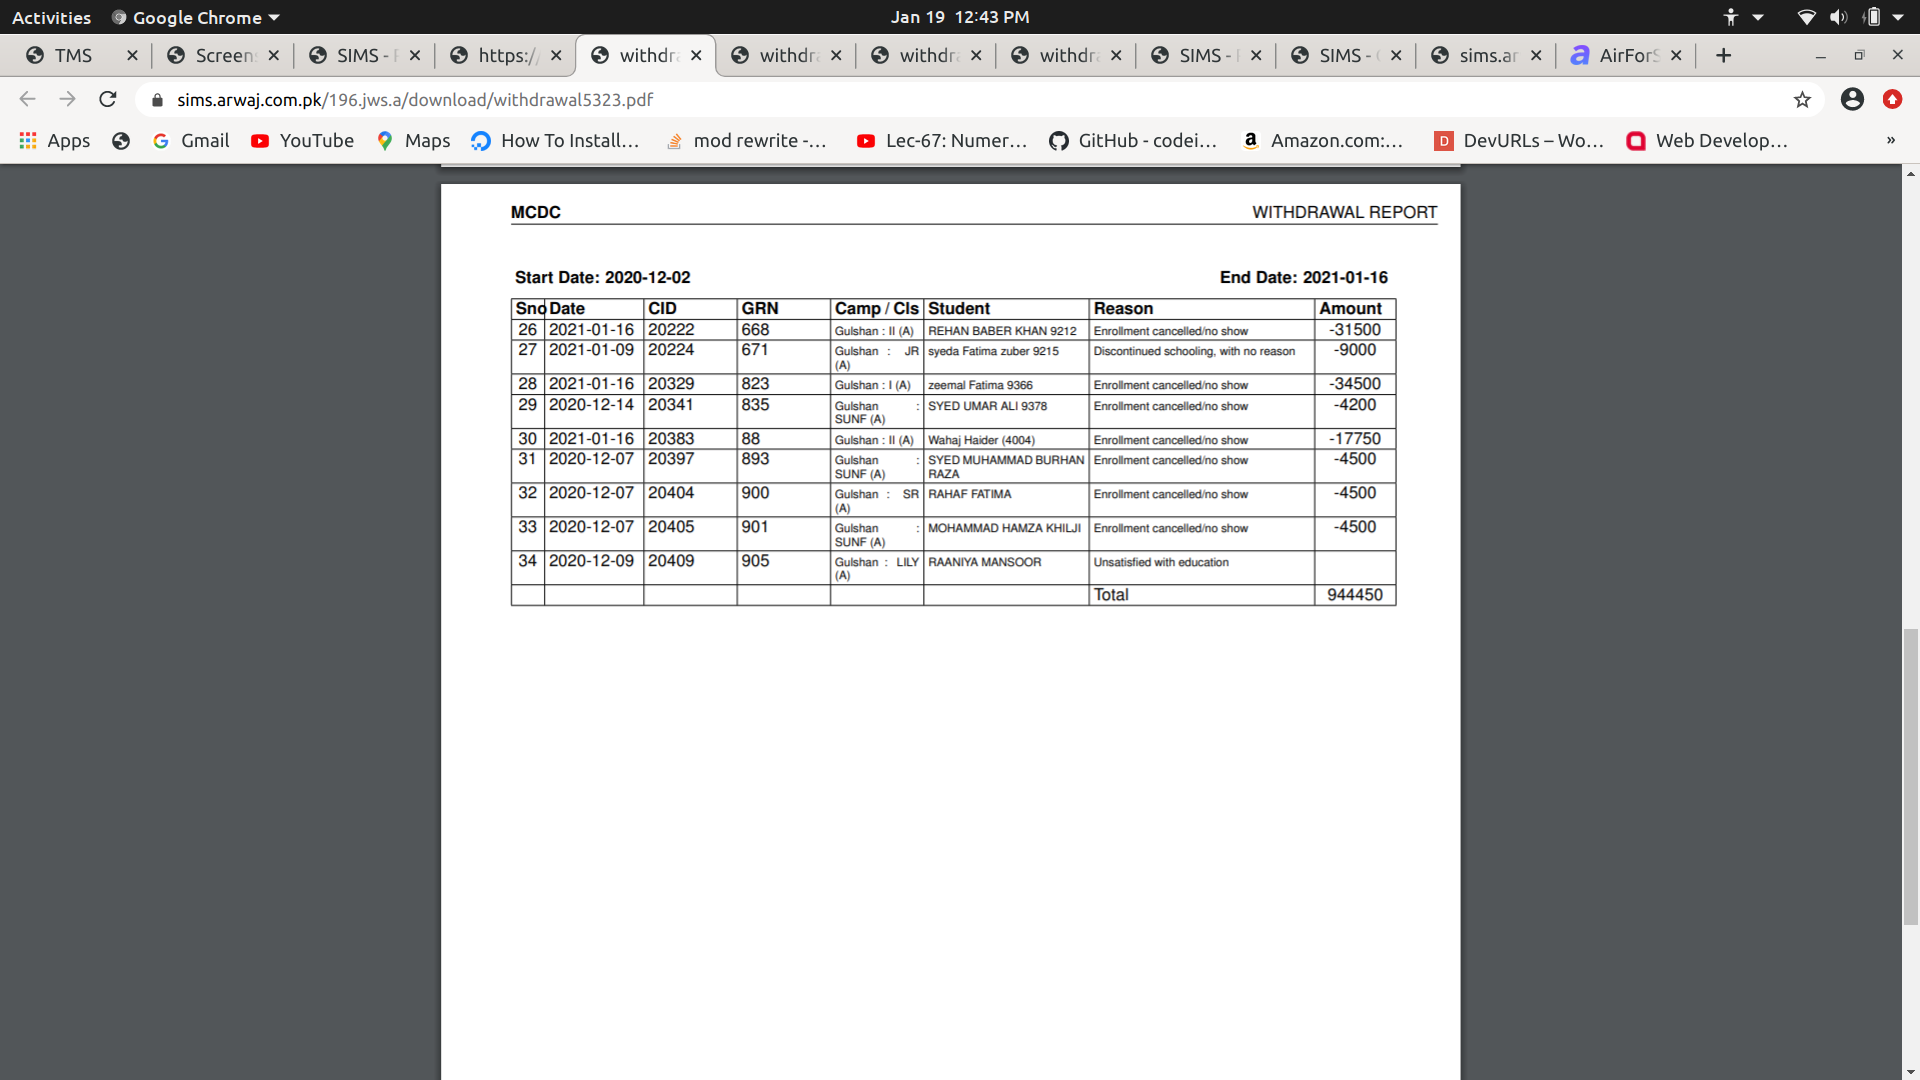 Activities Google Chrome Jan 19 12:43 PM
TMS Screen SIMS - https:/ withdr withdr withdr withdr SIMS - SIMS - sims.ar AirForS
sims.arwaj.com.pk/196.jws.a/download/withdrawal5323.pdf
Apps Gmail YouTube Maps How To Install... mod rewrite -... Lec-67: Numer... GitHub - codei... Amazon.com:... DevURLs – Wo... Web Develop... »
MCDC WITHDRAWAL REPORT
Start Date: 2020-12-02 End Date: 2021-01-16
Sno Date CID GRN Camp / Cls Student Reason Amount
26 2021-01-16 20222 668 Gulshan : II (A) REHAN BABER KHAN 9212 Enrollment cancelled/no show -31500
27 2021-01-09 20224 671 Gulshan : JR syeda Fatima zuber 9215 Discontinued schooling, with no reason -9000
(A)
28 2021-01-16 20329 823 Gulshan : I (A) zeemal Fatima 9366 Enrollment cancelled/no show -34500
29 2020-12-14 20341 835 Gulshan : SYED UMAR ALI 9378 Enrollment cancelled/no show -4200
SUNF (A)
30 2021-01-16 20383 88 Gulshan : II (A) Wahaj Haider (4004) Enrollment cancelled/no show -17750
31 2020-12-07 20397 893 Gulshan : SYED MUHAMMAD BURHAN Enrollment cancelled/no show -4500
SUNF (A) RAZA
32 2020-12-07 20404 900 Gulshan : SR RAHAF FATIMA Enrollment cancelled/no show -4500
(A)
33 2020-12-07 20405 901 Gulshan : MOHAMMAD HAMZA KHILJI Enrollment cancelled/no show -4500
SUNF (A)
34 2020-12-09 20409 905 Gulshan : LILY RAANIYA MANSOOR Unsatisfied with education
(A)
Total 944450